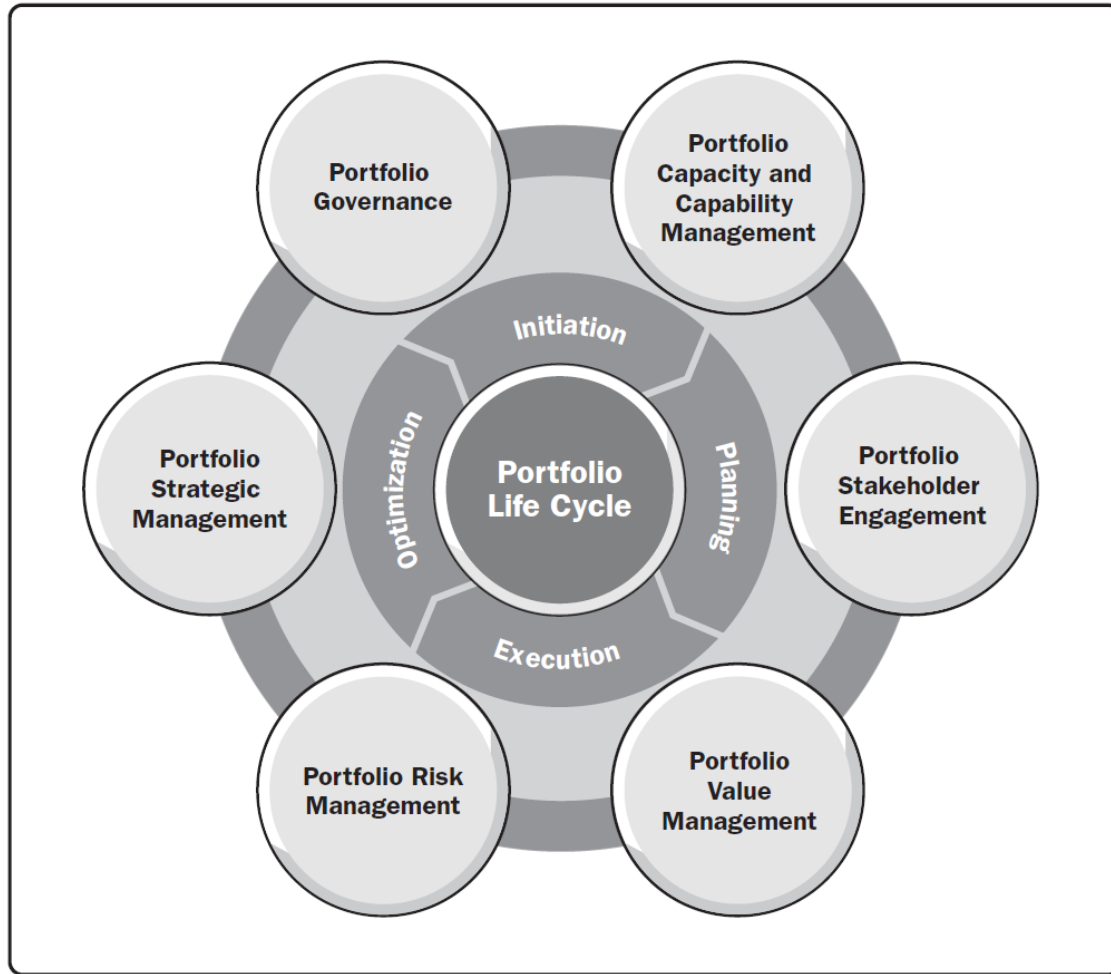 Portfolio
Governance
Portfolio
Capacity and
Capability
Management
Initiation
Portfolio
Strategic
Management
Optimization
Portfolio
Life Cycle
Planning
Portfolio
Stakeholder
Engagement
Execution
Portfolio Risk
Management
Portfolio
Value
Management